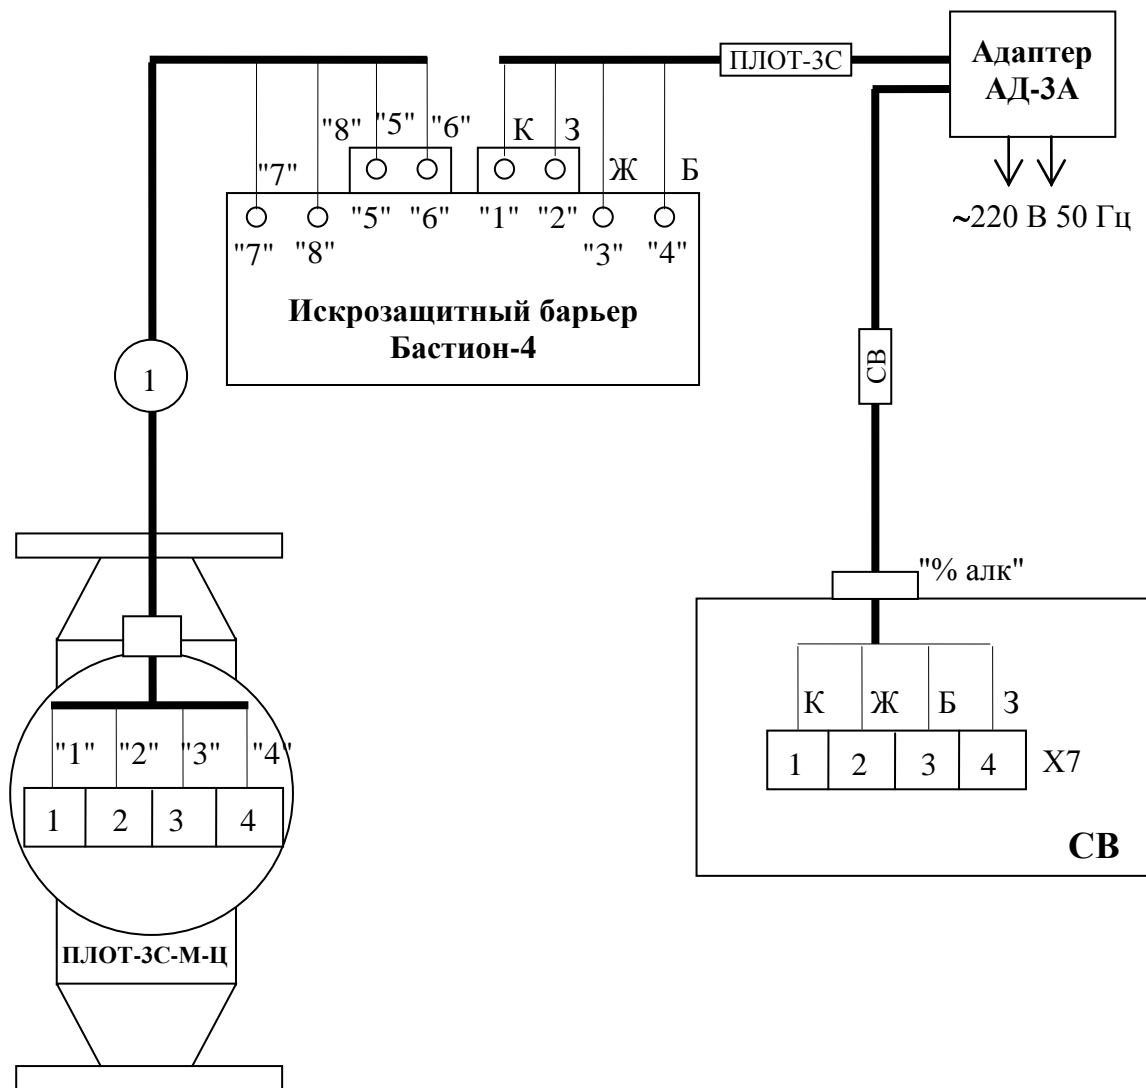 ПЛОТ-3С
Адаптер
АД-3А
"8" "5" "6" К З
"7" Ж Б
"5" "6" "1" "2"
"7" "8" "3" "4"
~220 В 50 Гц
Искрозащитный барьер
Бастион-4
СВ
1
"% алк"
К Ж Б З
1 2 3 4 Х7
"1" "2" "3" "4"
1 2 3 4
СВ
ПЛОТ-3С-М-Ц